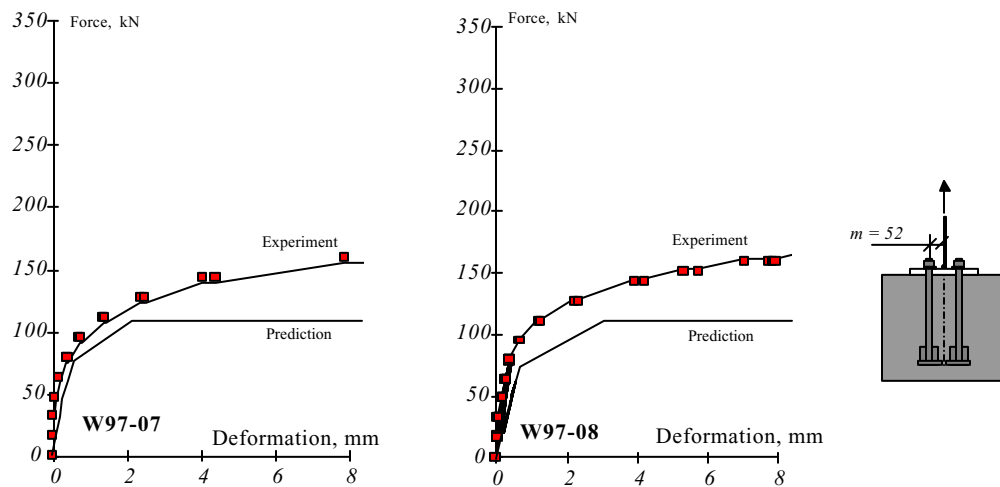 350
Force, kN
300
250
200
150
100
50
0
Experiment
Prediction
W97-07
Deformation, mm
0 2 4 6 8
350
Force, kN
300
250
200
150
100
50
0
Experiment
Prediction
W97-08
Deformation, mm
0 2 4 6 8
m = 52